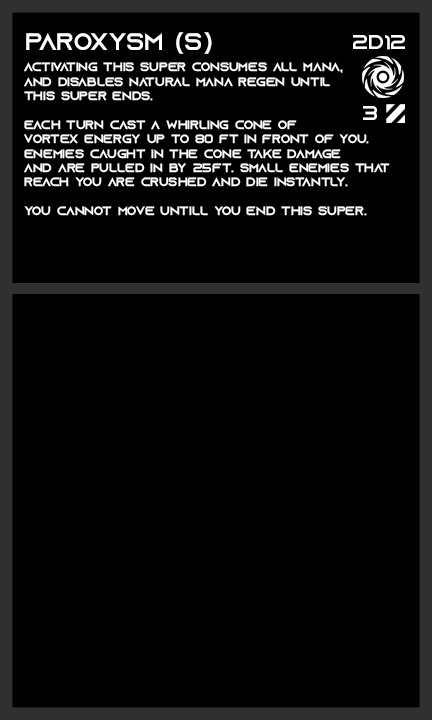 PAROXYSM (S)
2D12
ACTIVATING THIS SUPER CONSUMES ALL MANA,
AND DISABLES NATURAL MANA REGEN UNTIL
THIS SUPER ENDS.
3
EACH TURN CAST A WHIRLING CONE OF
VORTEX ENERGY UP TO 80 FT IN FRONT OF YOU.
ENEMIES CAUGHT IN THE CONE TAKE DAMAGE
AND ARE PULLED IN BY 25FT. SMALL ENEMIES THAT
REACH YOU ARE CRUSHED AND DIE INSTANTLY.
YOU CANNOT MOVE UNTILL YOU END THIS SUPER.